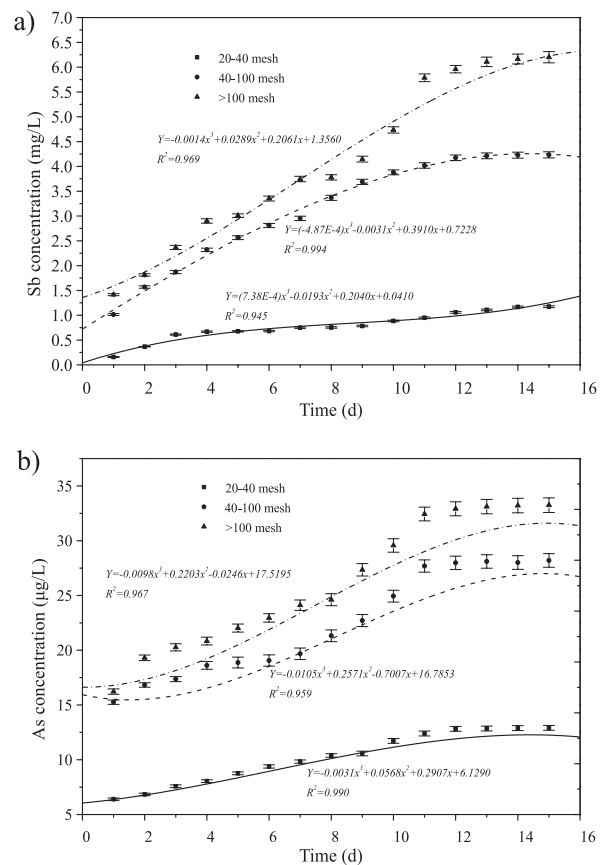 a)
7.0
6.5
6.0
5.5
5.0
4.5
4.0
3.5
3.0
2.5
2.0
1.5
1.0
0.5
0.0
Sb concentration (mg/L)
20-40 mesh
40-100 mesh
>100 mesh
Y=-0.0014x³+0.0289x²+0.2061x+1.3560
R²=0.969
Y=(-4.87E-4)x³-0.0031x²+0.3910x+0.7228
R²=0.994
Y=(7.38E-4)x³-0.0193x²+0.2040x+0.0410
R²=0.945
0 2 4 6 8 10 12 14 16
Time (d)
b)
35
30
25
20
15
10
5
As concentration (μg/L)
20-40 mesh
40-100 mesh
>100 mesh
Y=-0.0098x³+0.2203x²-0.0246x+17.5195
R²=0.967
Y=-0.0105x³+0.2571x²-0.7007x+16.7853
R²=0.959
Y=-0.0031x³+0.0568x²+0.2907x+6.1290
R²=0.990
0 2 4 6 8 10 12 14 16
Time (d)